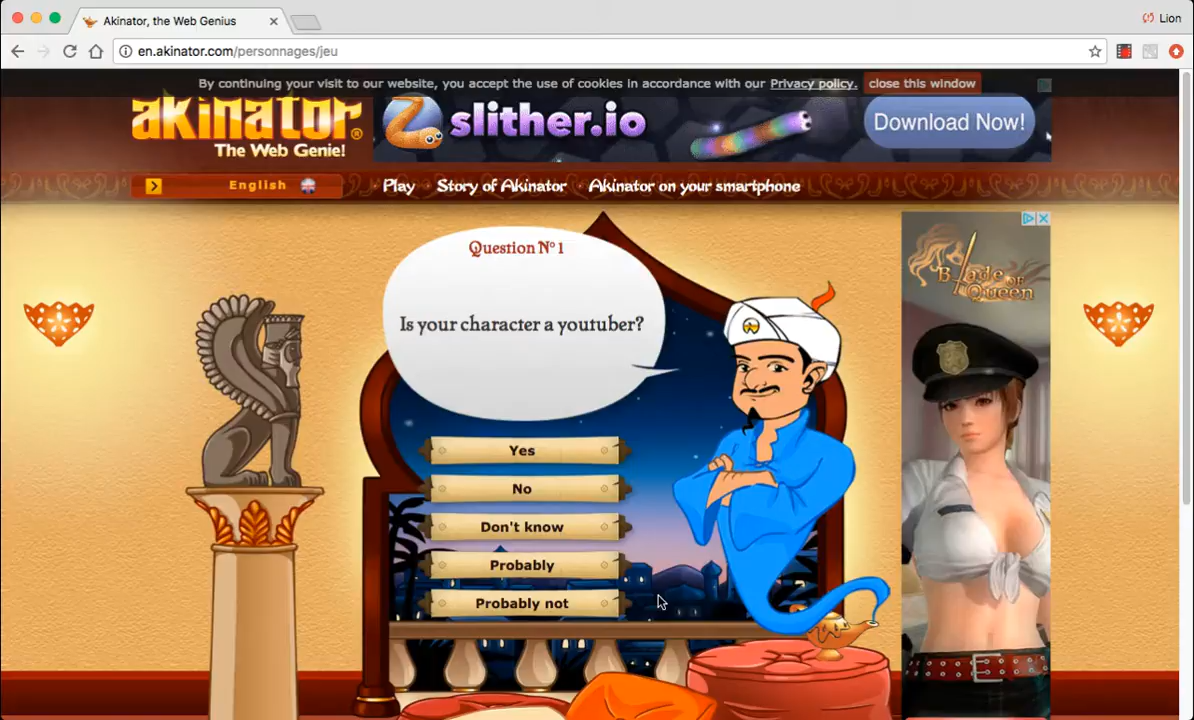 Akinator, the Web Genius
Lion
en.akinator.com/personnages/jeu
By continuing your visit to our website, you accept the use of cookies in accordance with our Privacy policy. close this window
akinator
The Web Genie!
slither.io
Download Now!
English
Play · Story of Akinator · Akinator on your smartphone
Question N° 1
Is your character a youtuber?
Yes
No
Don't know
Probably
Probably not
Blade OF
Queen